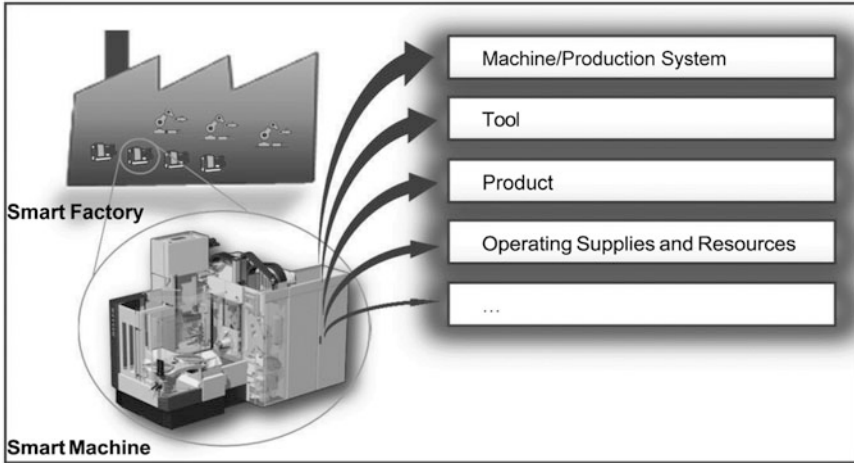 Machine/Production System
Tool
Product
Operating Supplies and Resources
...
Smart Factory
Smart Machine